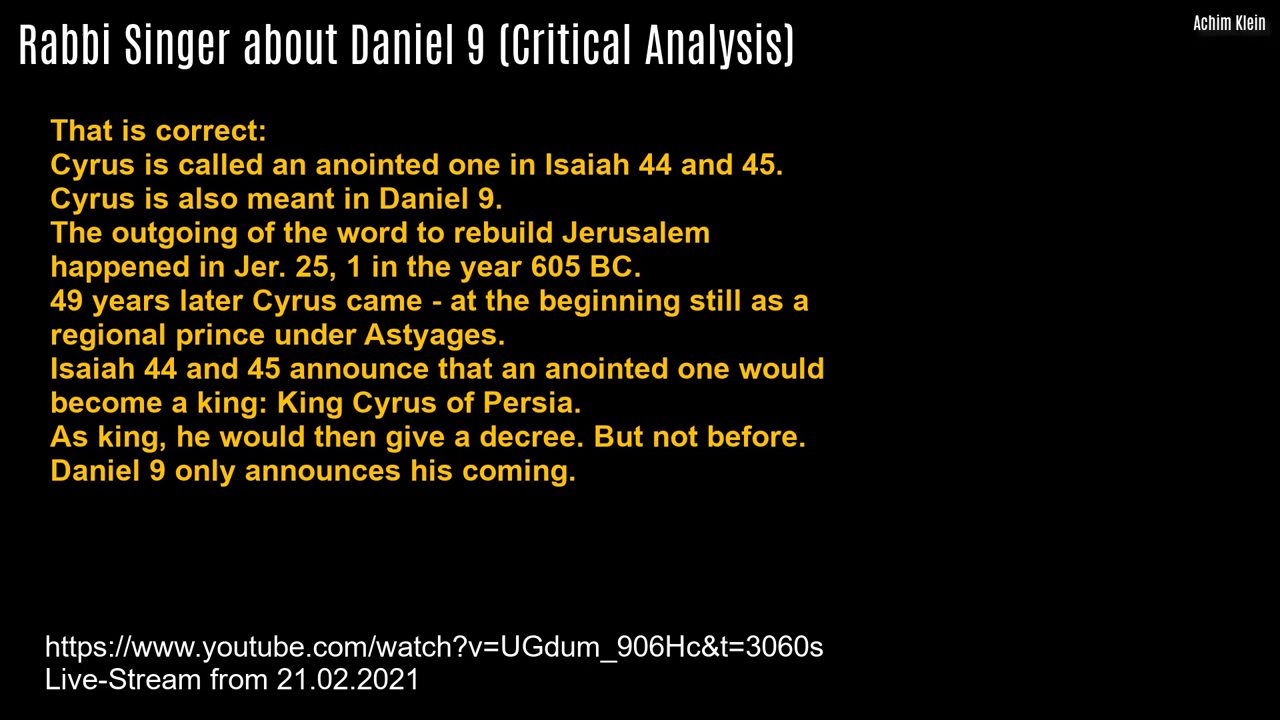 Rabbi Singer about Daniel 9 (Critical Analysis)
Achim Klein
That is correct:
Cyrus is called an anointed one in Isaiah 44 and 45.
Cyrus is also meant in Daniel 9.
The outgoing of the word to rebuild Jerusalem
happened in Jer. 25, 1 in the year 605 BC.
49 years later Cyrus came - at the beginning still as a
regional prince under Astyages.
Isaiah 44 and 45 announce that an anointed one would
become a king: King Cyrus of Persia.
As king, he would then give a decree. But not before.
Daniel 9 only announces his coming.
https://www.youtube.com/watch?v=UGdum_906Hc&t=3060s
Live-Stream from 21.02.2021